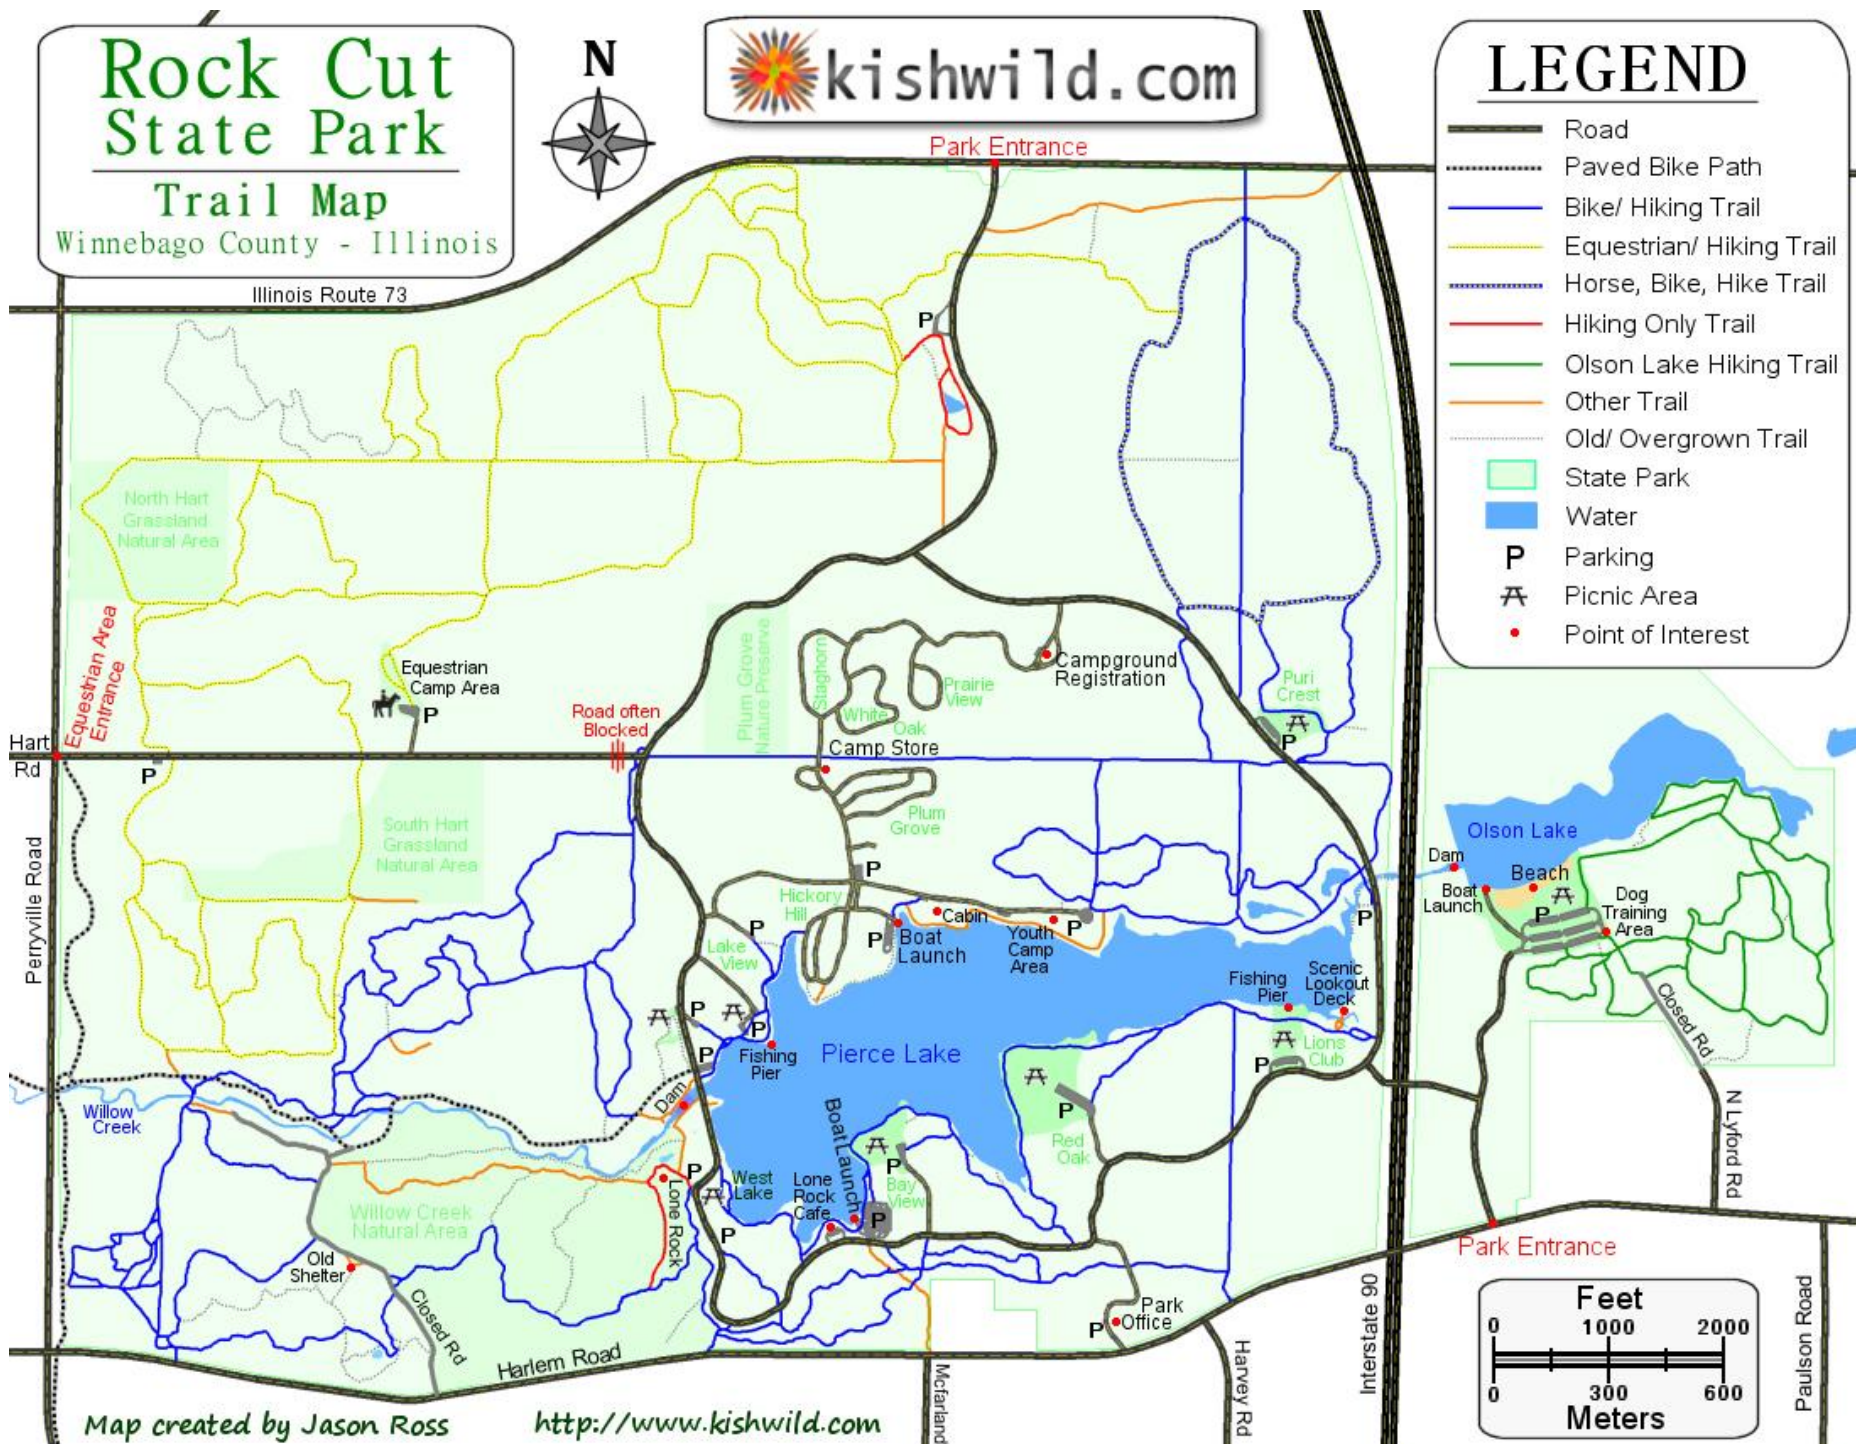 Rock Cut
State Park
Trail Map
Winnebago County - Illinois
N
kishwild.com
Park Entrance
LEGEND
Road
Paved Bike Path
Bike/ Hiking Trail
Equestrian/ Hiking Trail
Horse, Bike, Hike Trail
Hiking Only Trail
Olson Lake Hiking Trail
Other Trail
Old/ Overgrown Trail
State Park
Water
P Parking
Picnic Area
Point of Interest
Illinois Route 73
P
North Hart
Grassland
Natural Area
Equestrian Area
Entrance
Equestrian
Camp Area
P
Road often
Blocked
Plum Grove
Nature Preserve
Staghorn
White
Oak
Prairie
View
Campground
Registration
Puri
Crest
P
Hart
Rd
P
Camp Store
Plum
Grove
South Hart
Grassland
Natural Area
Perryville Road
P
Hickory
Hill
P
Lake
View
P
Boat
Launch
Cabin
Youth
Camp
Area
P
P
Fishing
Pier
Scenic
Lookout
Deck
Olson Lake
Dam
Boat
Launch
Beach
P
Dog
Training
Area
Closed Rd
N Lyford Rd
P
P
P
Fishing
Pier
Pierce Lake
Lions
Club
P
Dam
Willow
Creek
P
Red
Oak
Boat Launch
P
Bay
View
P
West
Lake
Lone
Rock
Cafe
P
P
Lone Rock
Willow Creek
Natural Area
Old
Shelter
Closed Rd
Harlem Road
Park
Office
P
Park Entrance
Interstate 90
Mcfarland
Harvey Rd
Paulson Road
Feet
0 1000 2000
0 300 600
Meters
Map created by Jason Ross
http://www.kishwild.com